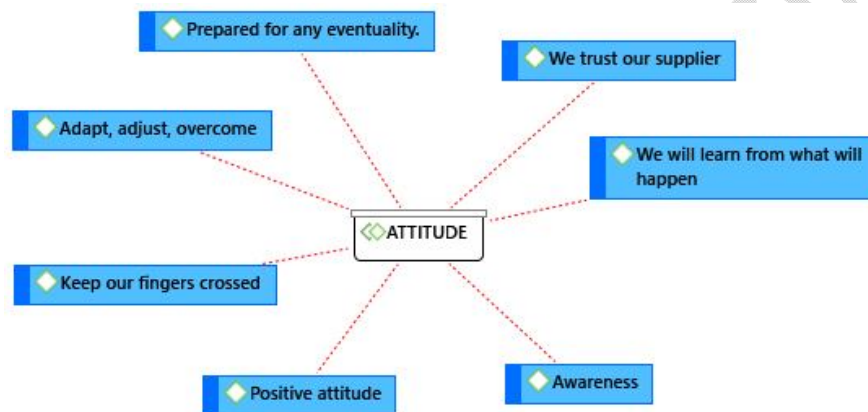 Prepared for any eventuality.
We trust our supplier
Adapt, adjust, overcome
We will learn from what will
happen
ATTITUDE
Keep our fingers crossed
Positive attitude
Awareness